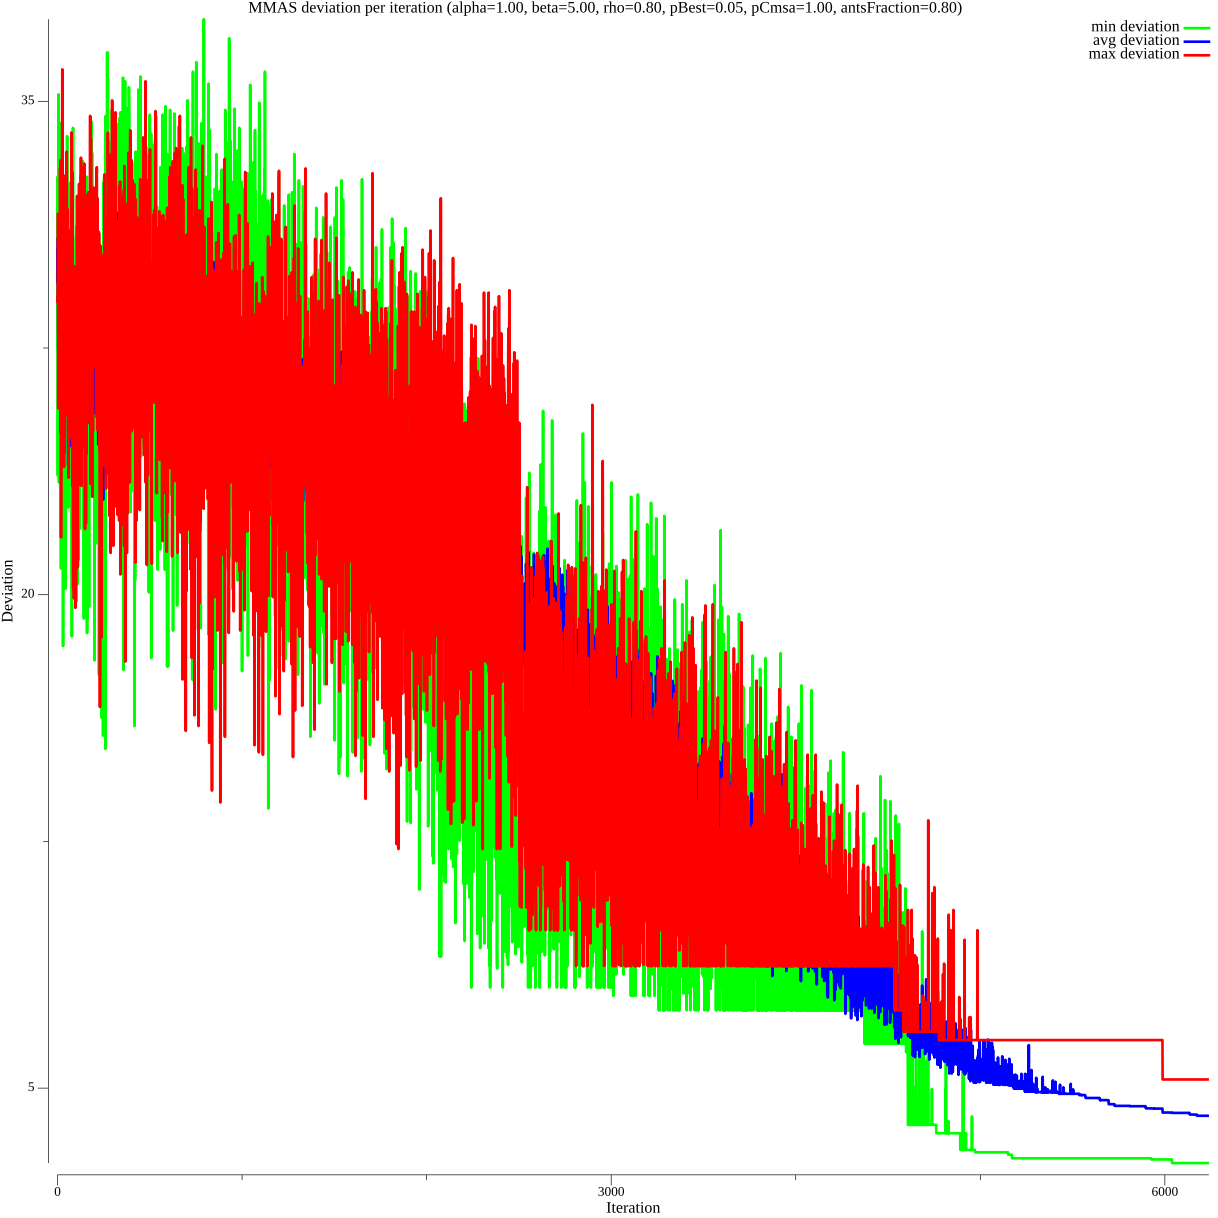 MMAS deviation per iteration (alpha=1.00, beta=5.00, rho=0.80, pBest=0.05, pCmsa=1.00, antsFraction=0.80)
min deviation
avg deviation
max deviation
35
20
5
Deviation
0
3000
6000
Iteration